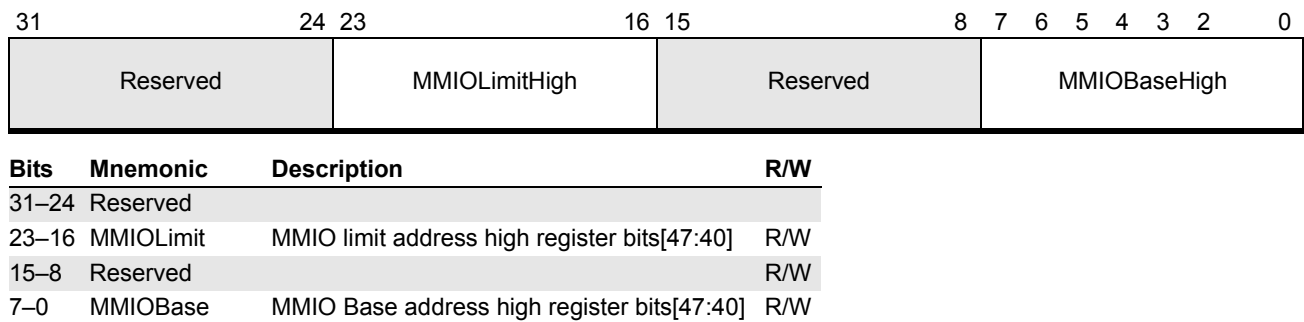 31 24 23 16 15 8 7 6 5 4 3 2 0
Reserved MMIOLimitHigh Reserved MMIOBaseHigh
Bits Mnemonic Description R/W
31–24 Reserved
23–16 MMIOLimit MMIO limit address high register bits[47:40] R/W
15–8 Reserved R/W
7–0 MMIOBase MMIO Base address high register bits[47:40] R/W